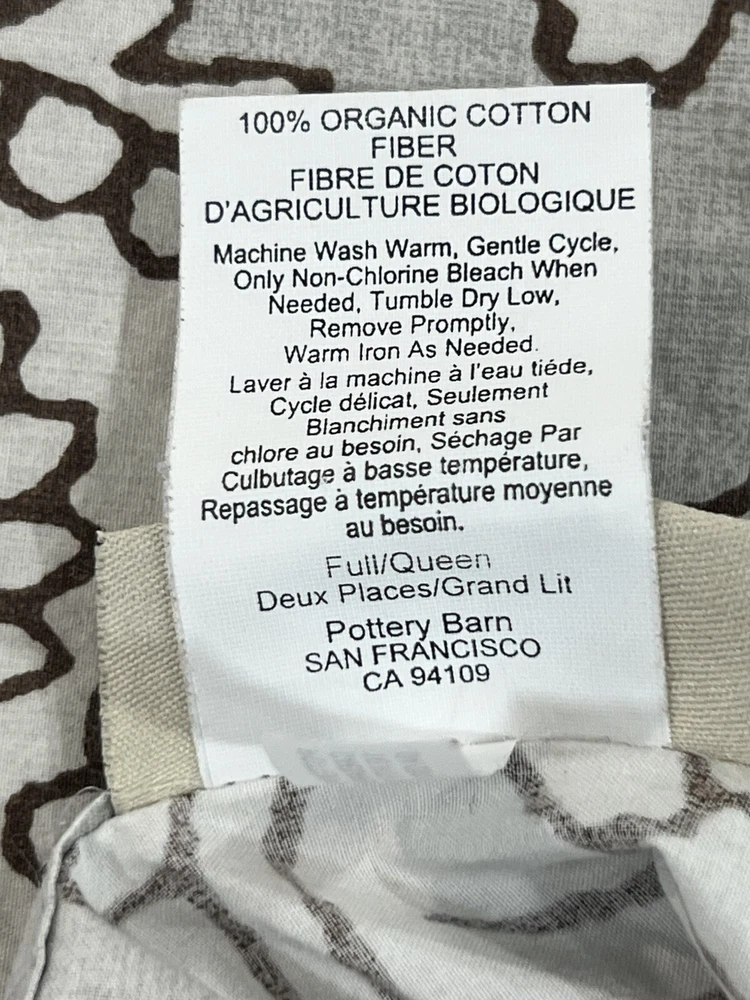 100% ORGANIC COTTON
FIBER
FIBRE DE COTON
D'AGRICULTURE BIOLOGIQUE
Machine Wash Warm, Gentle Cycle,
Only Non-Chlorine Bleach When
Needed, Tumble Dry Low,
Remove Promptly,
Warm Iron As Needed.
Laver à la machine à l'eau tiéde,
Cycle délicat, Seulement
Blanchiment sans
chlore au besoin, Séchage Par
Culbutage à basse température,
Repassage à température moyenne
au besoin.
Full/Queen
Deux Places/Grand Lit
Pottery Barn
SAN FRANCISCO
CA 94109